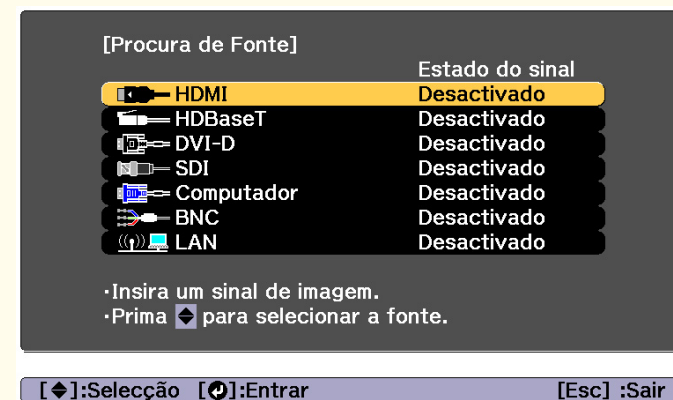 [Procura de Fonte]
Estado do sinal
HDMI Desactivado
HDBaseT Desactivado
DVI-D Desactivado
SDI Desactivado
Computador Desactivado
BNC Desactivado
LAN Desactivado
·Insira um sinal de imagem.
·Prima para selecionar a fonte.
[◆]:Selecção [↵]:Entrar [Esc] :Sair